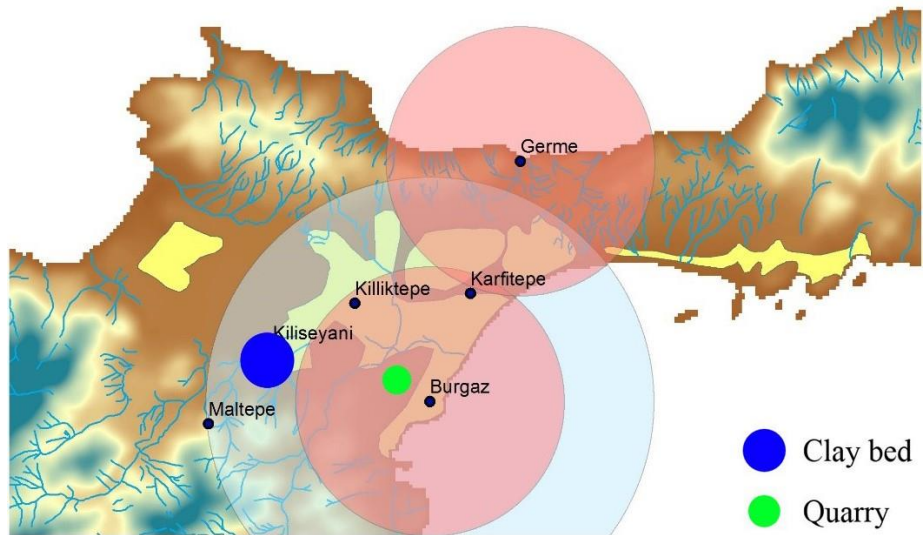 Germe
Karfitepe
Killiktepe
Kiliseyani
Burgaz
Maltepe
Clay bed
Quarry